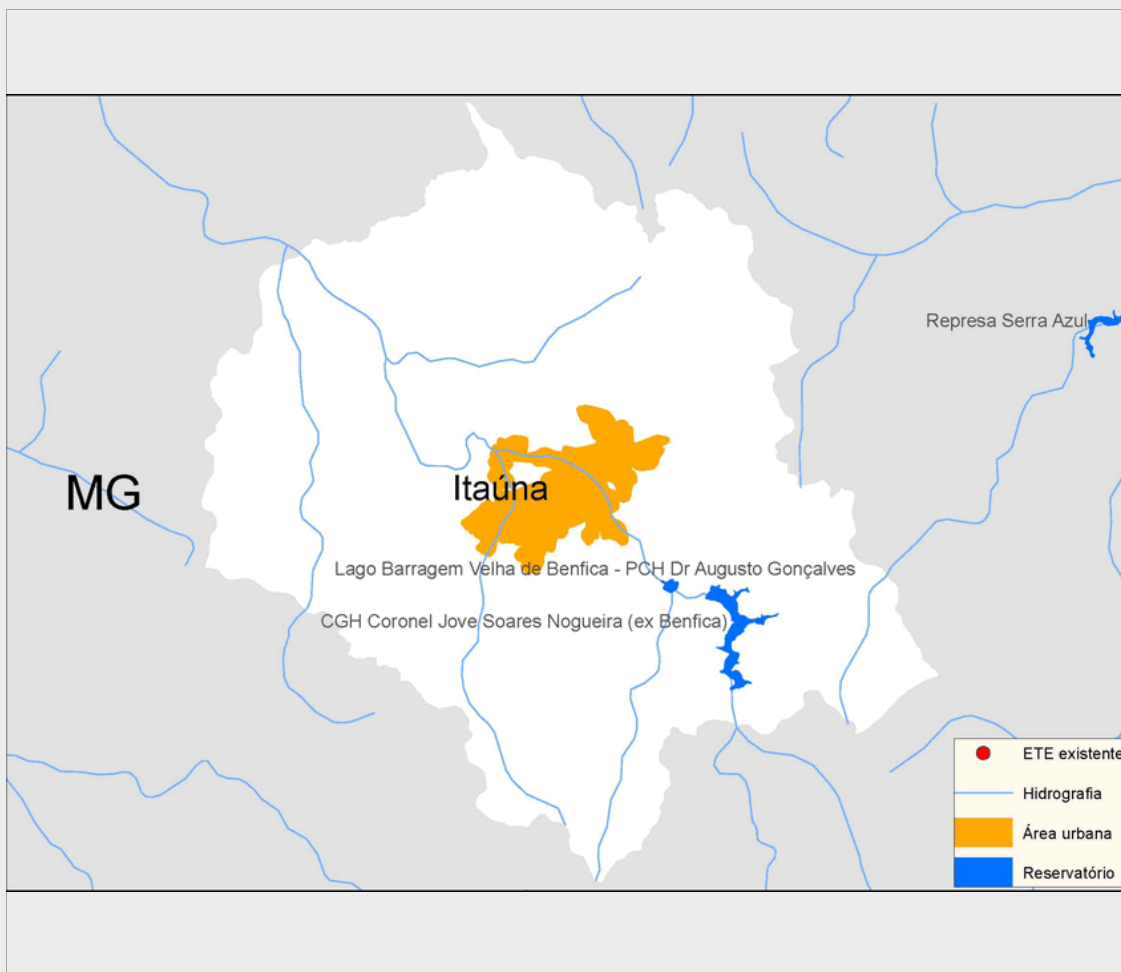 Represa Serra Azul
MG
Itaúna
Lago Barragem Velha de Benfica - PCH Dr Augusto Gonçalves
CGH Coronel Jove Soares Nogueira (ex Benfica)
ETE existente
Hidrografia
Área urbana
Reservatório